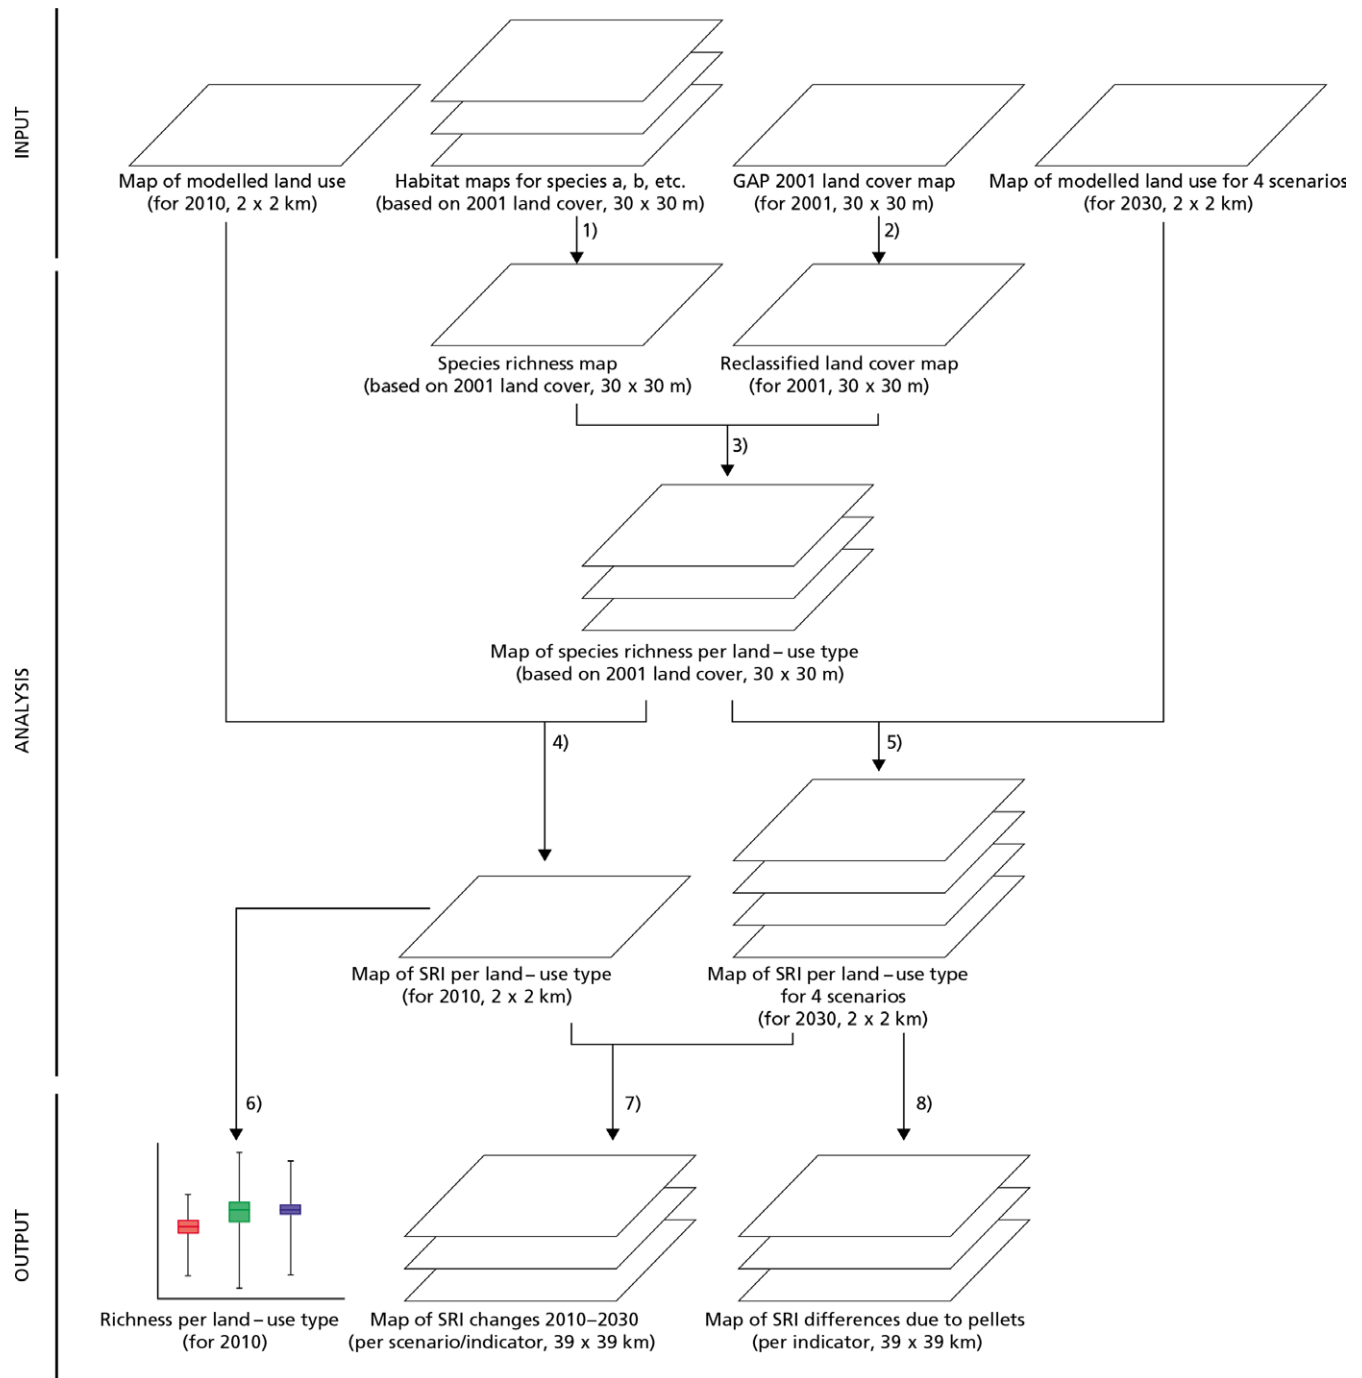 INPUT
Map of modelled land use
(for 2010, 2 x 2 km)
Habitat maps for species a, b, etc.
(based on 2001 land cover, 30 x 30 m)
GAP 2001 land cover map
(for 2001, 30 x 30 m)
Map of modelled land use for 4 scenarios
(for 2030, 2 x 2 km)
1)
2)
ANALYSIS
Species richness map
(based on 2001 land cover, 30 x 30 m)
Reclassified land cover map
(for 2001, 30 x 30 m)
3)
Map of species richness per land–use type
(based on 2001 land cover, 30 x 30 m)
4)
5)
Map of SRI per land–use type
(for 2010, 2 x 2 km)
Map of SRI per land–use type
for 4 scenarios
(for 2030, 2 x 2 km)
6)
7)
8)
OUTPUT
Richness per land–use type
(for 2010)
Map of SRI changes 2010–2030
(per scenario/indicator, 39 x 39 km)
Map of SRI differences due to pellets
(per indicator, 39 x 39 km)